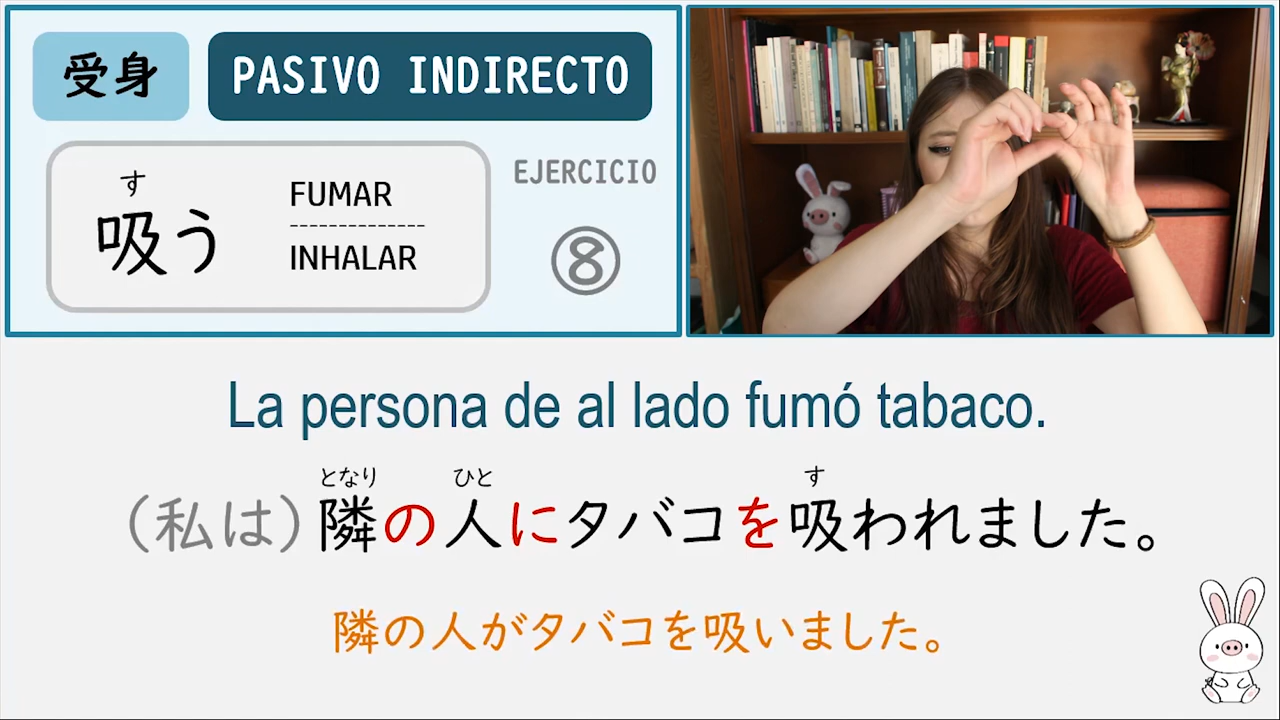 受身
PASIVO INDIRECTO
す
吸う
FUMAR
INHALAR
EJERCICIO
⑧
La persona de al lado fumó tabaco.
となり ひと す
(私は)隣の人にタバコを吸われました。
隣の人がタバコを吸いました。